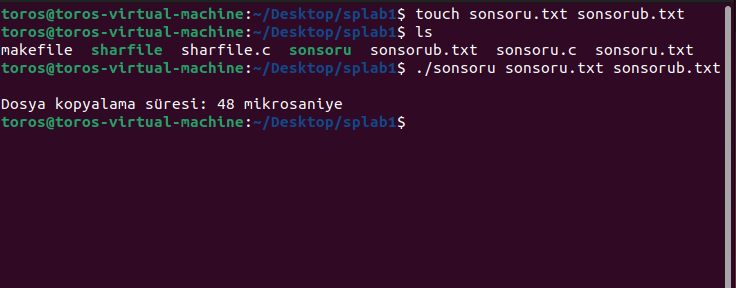 toros@toros-virtual-machine:~/Desktop/splab1$ touch sonsoru.txt sonsorub.txt
toros@toros-virtual-machine:~/Desktop/splab1$ ls
makefile  sharfile  sharfile.c  sonsoru  sonsorub.txt  sonsoru.c  sonsoru.txt
toros@toros-virtual-machine:~/Desktop/splab1$ ./sonsoru sonsoru.txt sonsorub.txt
Dosya kopyalama süresi: 48 mikrosaniye
toros@toros-virtual-machine:~/Desktop/splab1$